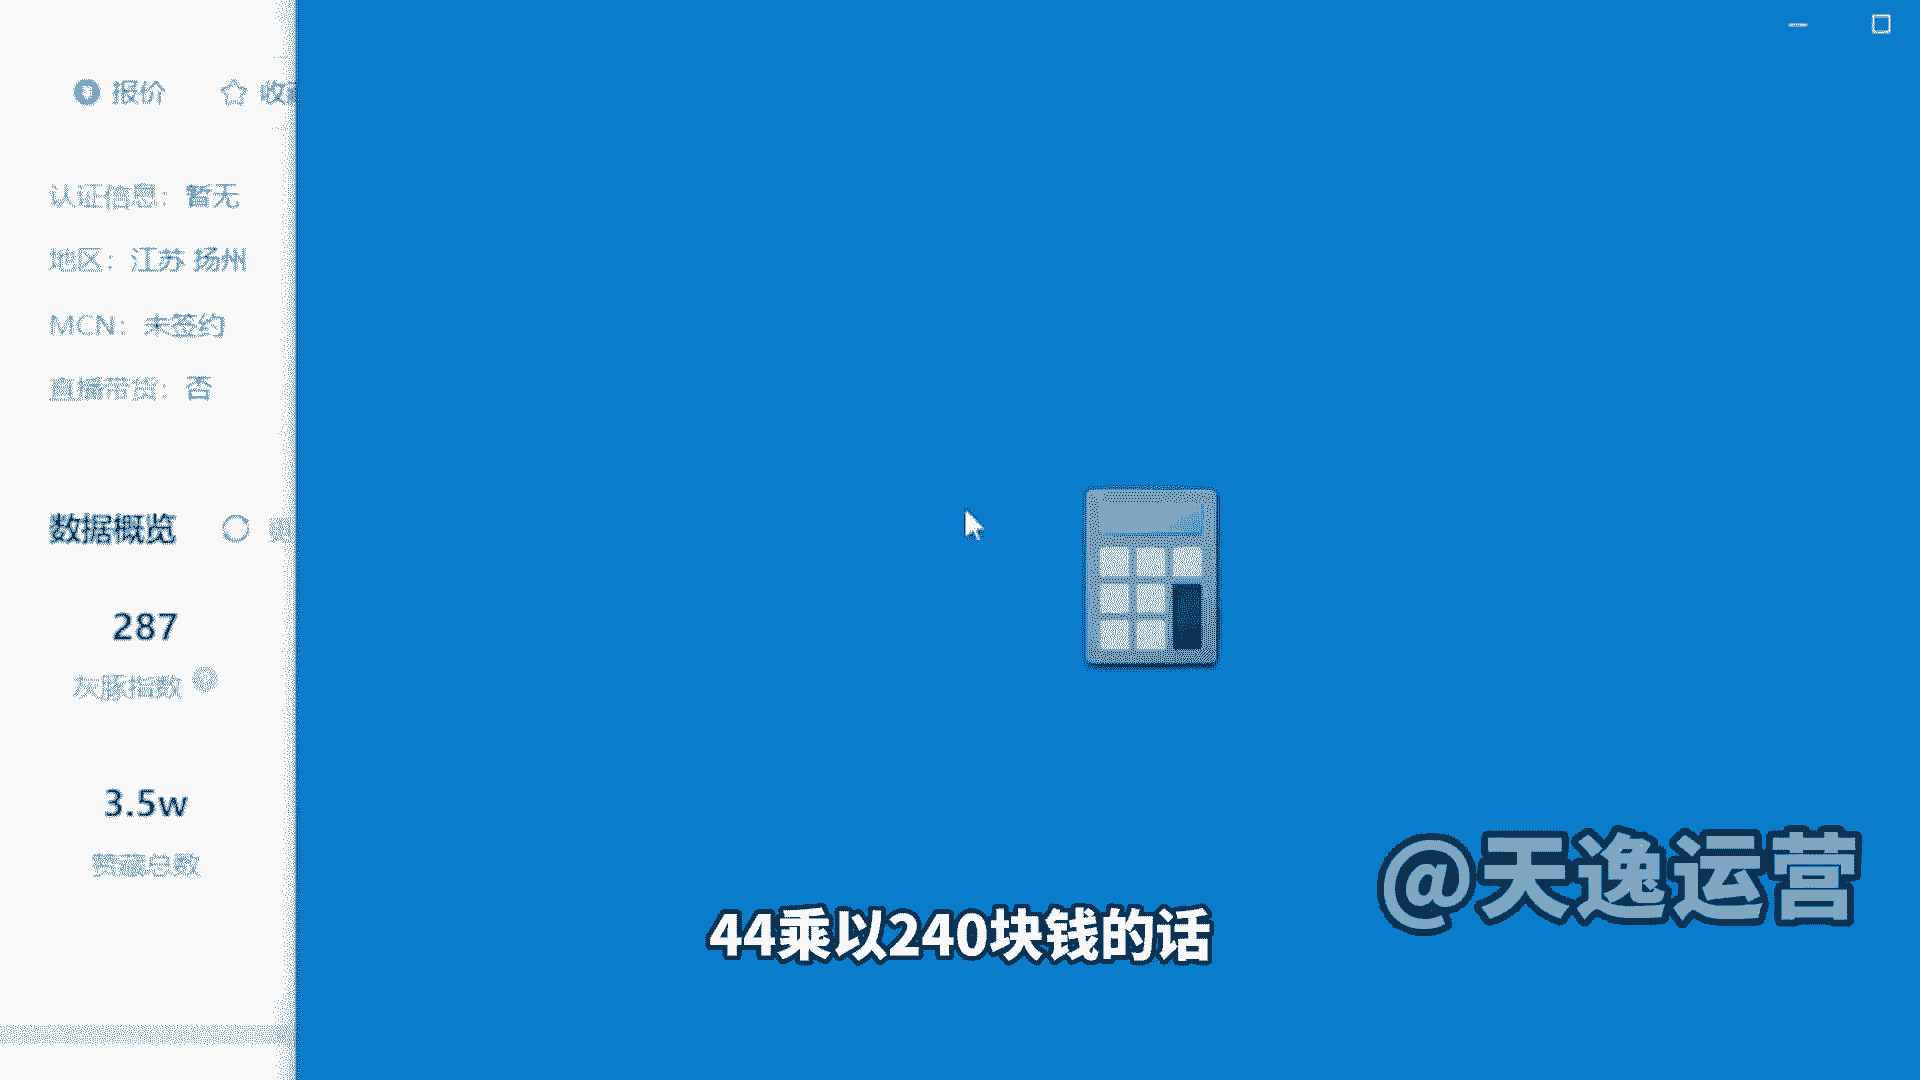 报价 收藏
认证信息：暂无
地区：江苏 扬州
MCN：未签约
直播带货：否
数据概览
287
灰豚指数
3.5w
赞藏总数
@天逸运营
44乘以240块钱的话